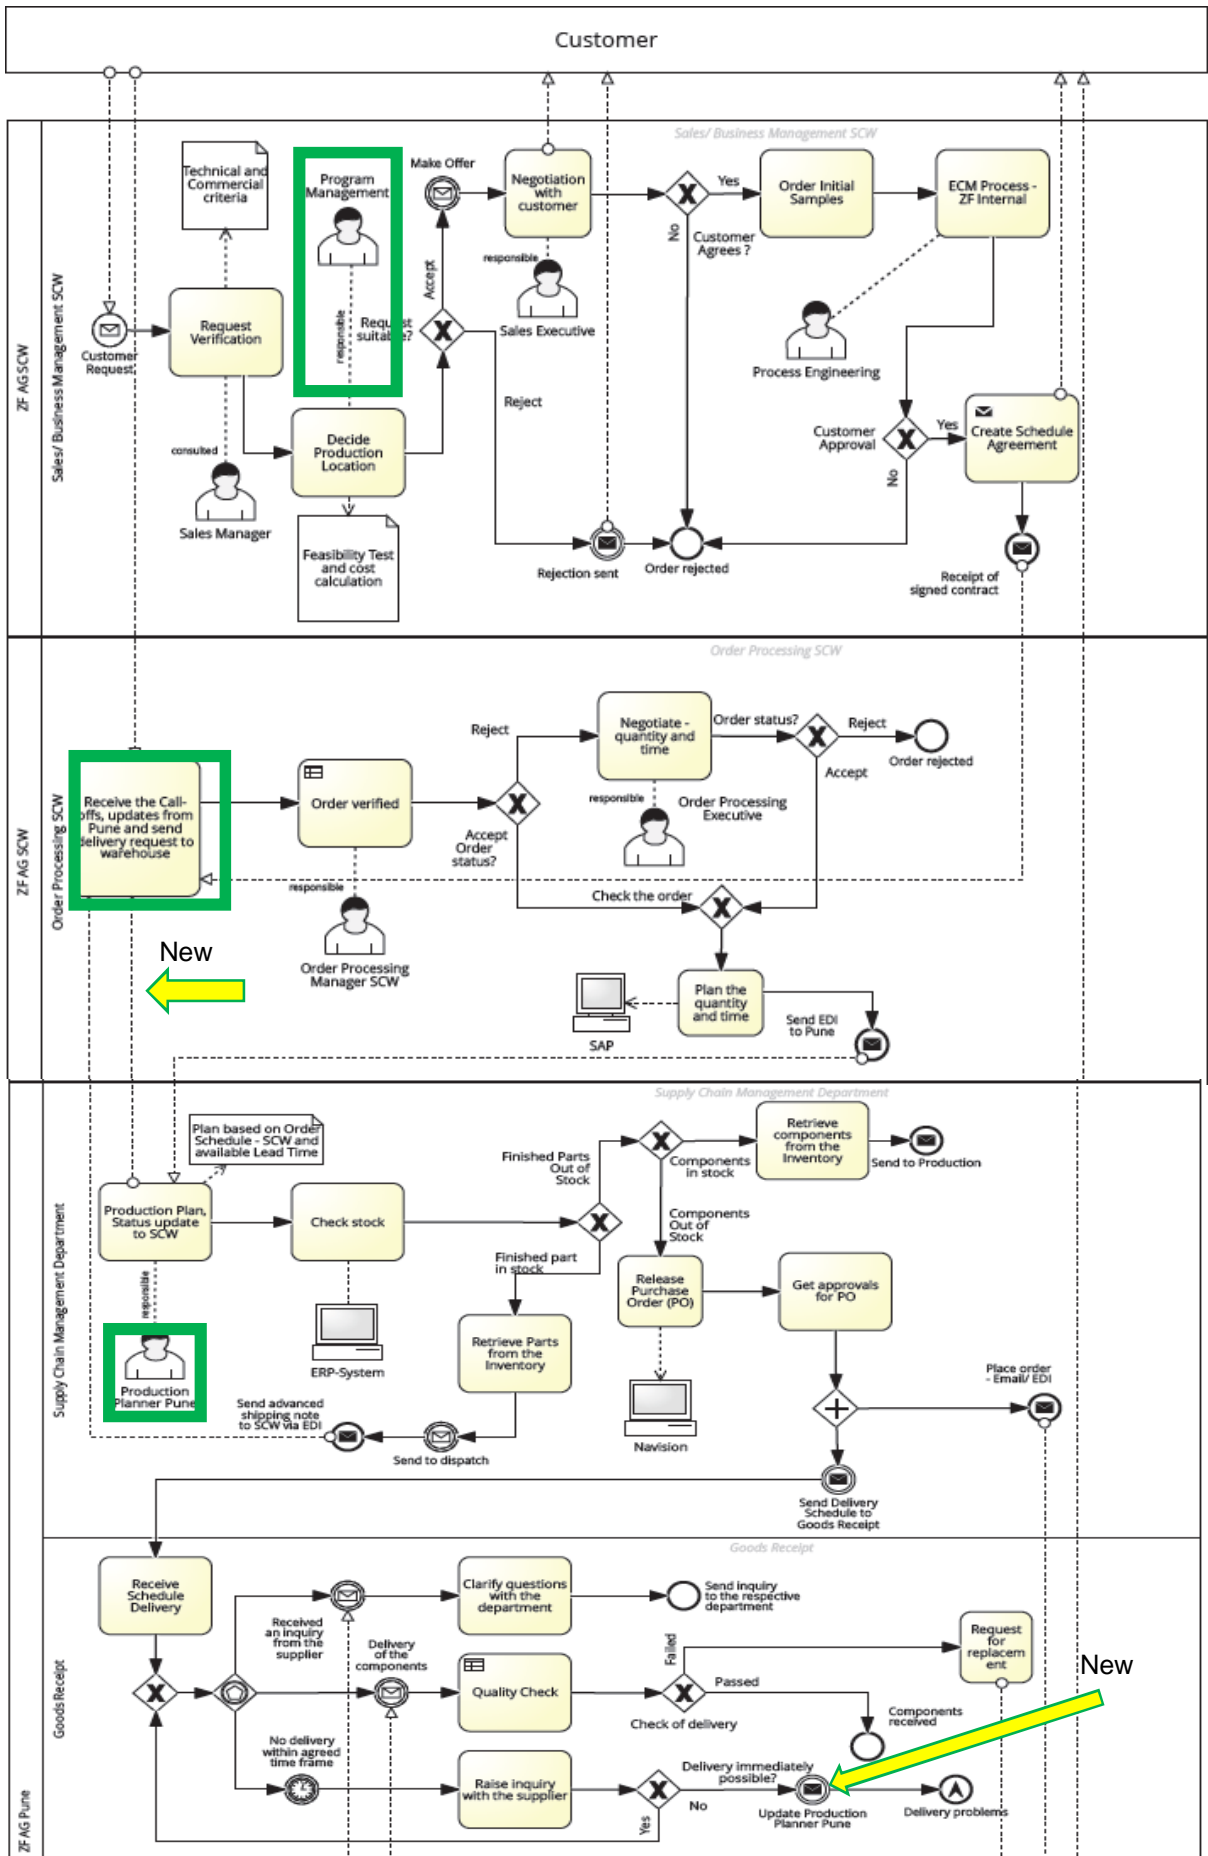 Customer
Sales/ Business Management SCW
ZF AG SCW
Sales/ Business Management SCW
Technical and
Commercial
criteria
Program
Management
Make Offer
Negotiation
with
customer
Yes
Order Initial
Samples
ECM Process -
ZF Internal
No
Customer
Agrees ?
responsible
Sales Executive
Accept
Customer
Request
Request
Verification
responsible
Request
suitable?
Process Engineering
Reject
Decide
Production
Location
consulted
Sales Manager
Customer
Approval
Yes
Create Schedule
Agreement
No
Feasibility Test
and cost
calculation
Rejection sent
Order rejected
Receipt of
signed contract
Order Processing SCW
ZF AG SCW
Order Processing SCW
Receive the Call-
offs, updates from
Pune and send
delivery request to
warehouse
Order verified
Reject
Negotiate -
quantity and
time
Order status?
Reject
Order rejected
Accept
responsible
Order Processing
Executive
Accept
Order
status?
responsible
Check the order
Order Processing
Manager SCW
New
Plan the
quantity
and time
SAP
Send EDI
to Pune
Supply Chain Management Department
Supply Chain Management Department
Plan based on Order
Schedule - SCW and
available Lead Time
Finished Parts
Out of
Stock
Components
in stock
Retrieve
components
from the
Inventory
Send to Production
Production Plan,
Status update
to SCW
Check stock
Components
Out of
Stock
Finished part
in stock
responsible
Release
Purchase
Order (PO)
Get approvals
for PO
ERP-System
Retrieve Parts
from the
Inventory
Production
Planner Pune
Send advanced
shipping note
to SCW via EDI
Send to dispatch
Navision
Place order
- Email/ EDI
Send Delivery
Schedule to
Goods Receipt
Goods Receipt
ZF AG Pune
Goods Receipt
Receive
Schedule
Delivery
Received
an inquiry
from the
supplier
Clarify questions
with the
department
Send inquiry
to the respective
department
Delivery
of the
components
Quality Check
Failed
Request
for
replacem
ent
New
Passed
Check of delivery
Components
received
No delivery
within agreed
time frame
Raise inquiry
with the supplier
Delivery immediately
possible?
No
Yes
Update Production
Planner Pune
Delivery problems